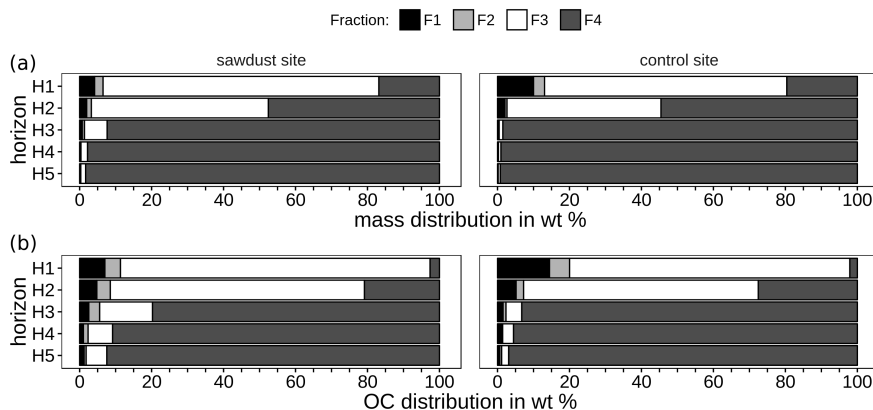 Fraction: F1 F2 F3 F4
(a)
sawdust site control site
horizon
H1
H2
H3
H4
H5
0 20 40 60 80 100 0 20 40 60 80 100
mass distribution in wt %
(b)
horizon
H1
H2
H3
H4
H5
0 20 40 60 80 100 0 20 40 60 80 100
OC distribution in wt %